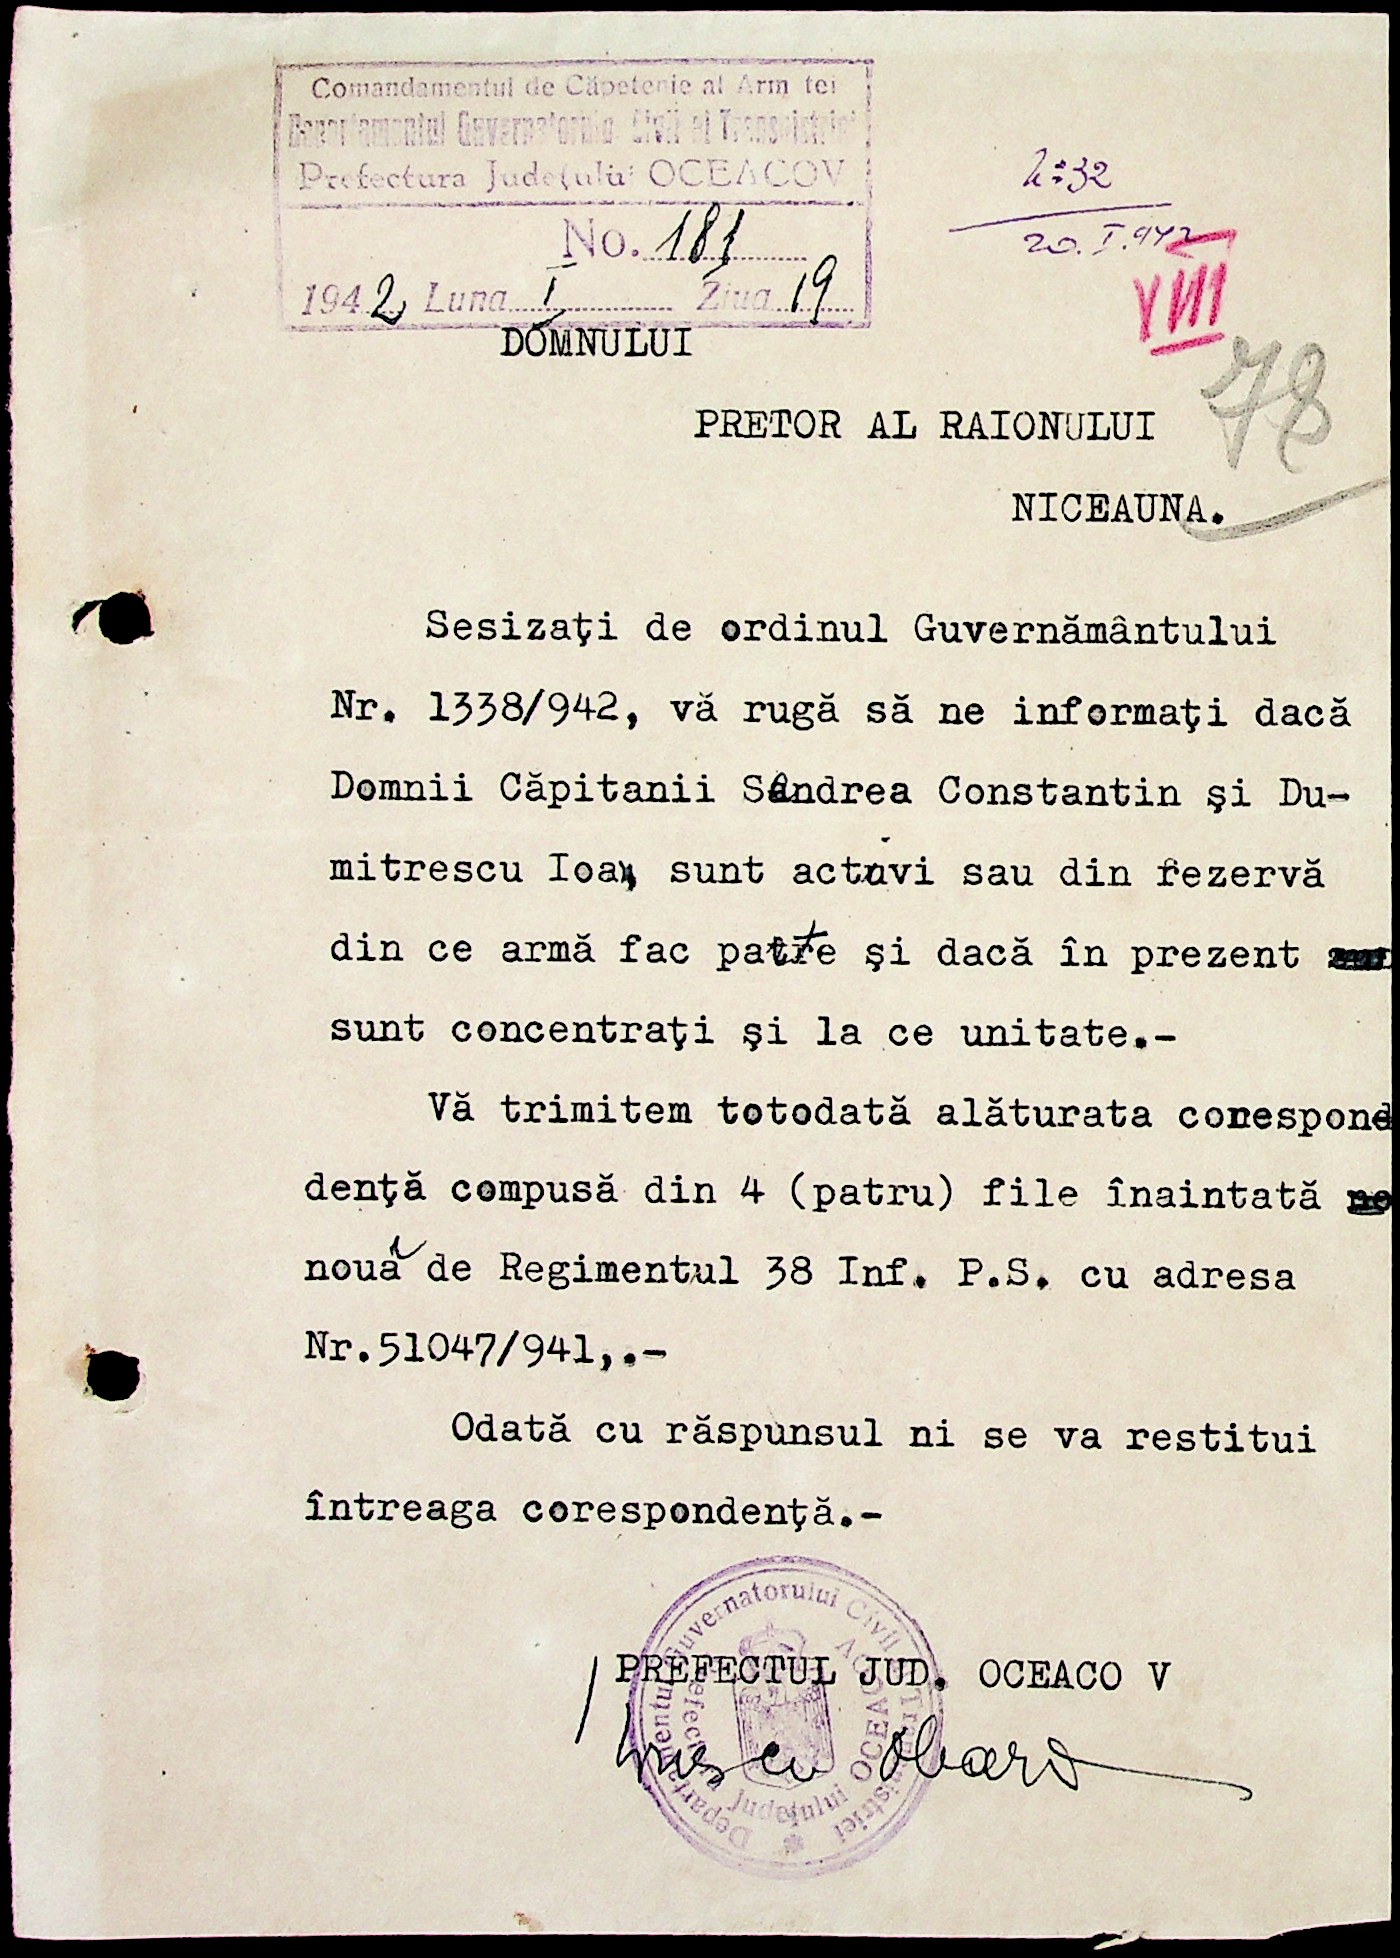 Comandamentul de Căpetenie al Arm tei
Departamentul Guvernatorului Civil al Transnistriei
Prefectura Judeţului OCEACOV
No. 181
1942 Luna I Ziua 19
20. I. 942
VIII
78
DOMNULUI
PRETOR AL RAIONULUI
NICEAUNA.
Sesizaţi de ordinul Guvernământului
Nr. 1338/942, vă rugă să ne informaţi dacă
Domnii Căpitanii Sandrea Constantin şi Du-
mitrescu Ioan, sunt activi sau din rezervă
din ce armă fac parte şi dacă în prezent
sunt concentraţi şi la ce unitate.-
Vă trimitem totodată alăturata corespond
denţă compusă din 4 (patru) file înaintată
nouă de Regimentul 38 Inf. P.S. cu adresa
Nr.51047/941,.-
Odată cu răspunsul ni se va restitui
întreaga corespondenţă.-
PREFECTUL JUD. OCEACO V
Departamentul Guvernatorului Civil Transnistriei
Prefectura Judeţului OCEACOV